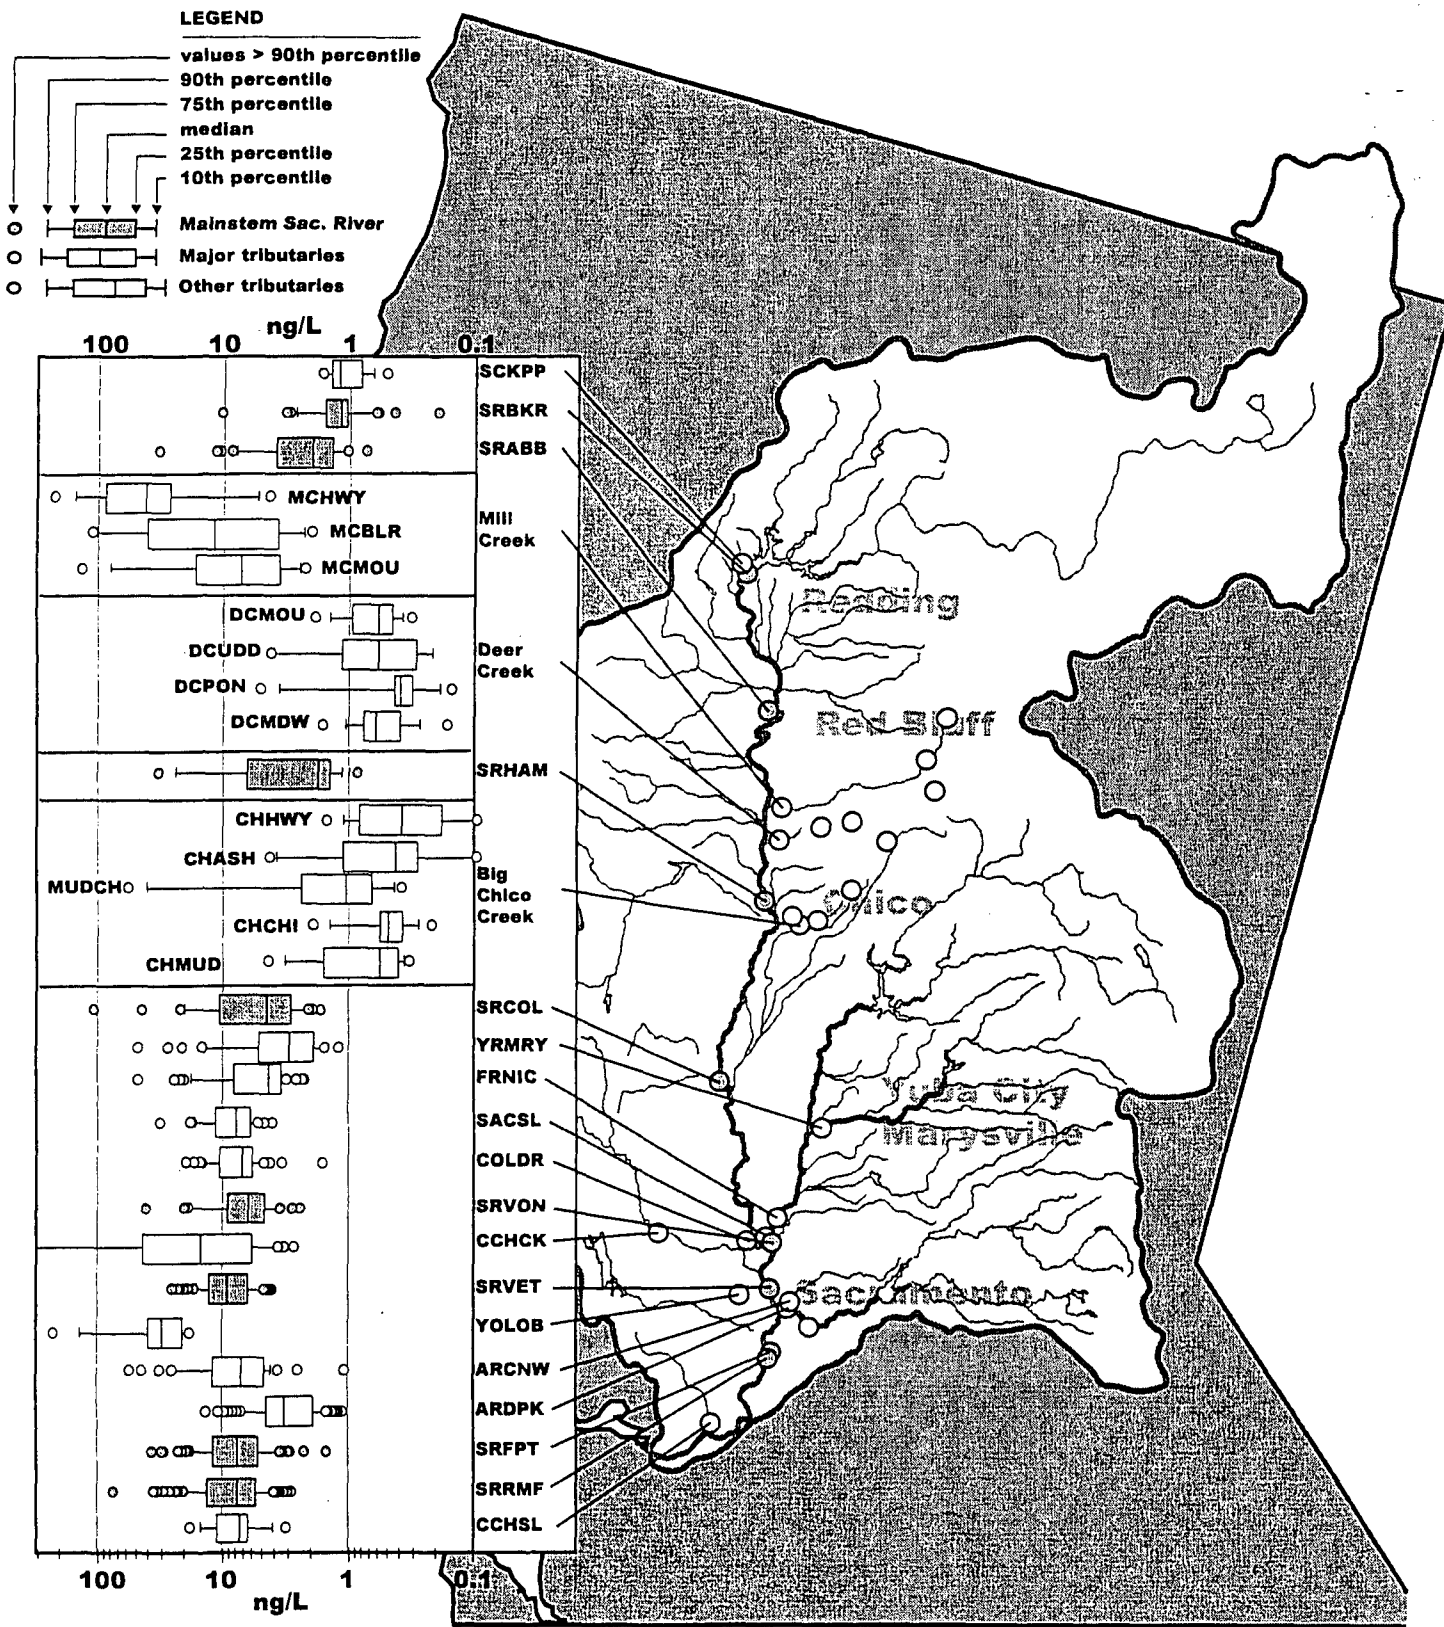 LEGEND
values > 90th percentile
90th percentile
75th percentile
median
25th percentile
10th percentile
Mainstem Sac. River
Major tributaries
Other tributaries
ng/L
100 10 1 0.1
SCKPP
SRBKR
SRABB
MCHWY
MCBLR
MCMOU
Mill
Creek
DCMOU
DCUDD
DCPON
DCMDW
Deer
Creek
SRHAM
CHHWY
CHASH
MUDCH
CHCHI
CHMUD
Big
Chico
Creek
SRCOL
YRMRY
FRNIC
SACSL
COLDR
SRVON
CCHCK
SRVET
YOLOB
ARCNW
ARDPK
SRFPT
SRRMF
CCHSL
100 10 1 0.1
ng/L
Redding
Red Bluff
Chico
Yuba City
Marysville
Sacramento